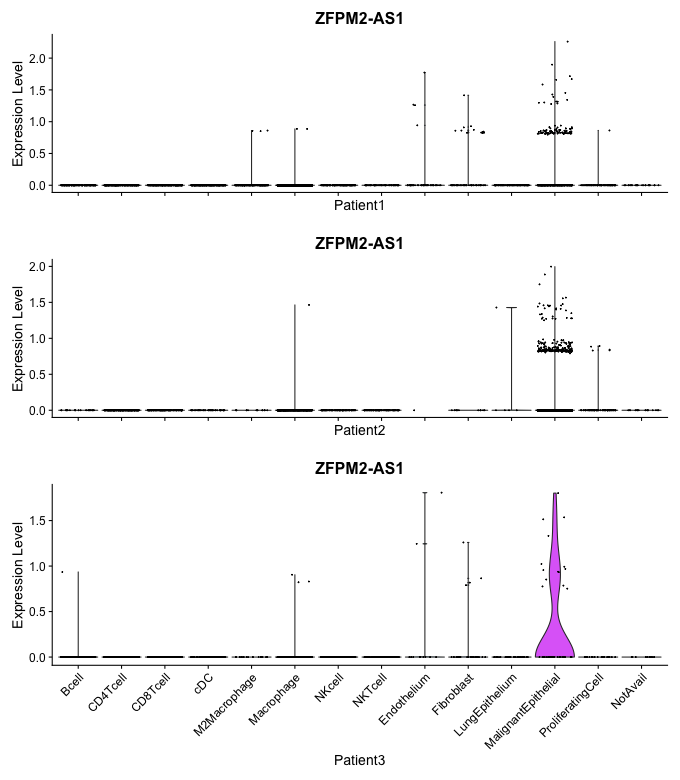 ZFPM2-AS1
Expression Level
2.0
1.5
1.0
0.5
0.0
Patient1
ZFPM2-AS1
Expression Level
2.0
1.5
1.0
0.5
0.0
Patient2
ZFPM2-AS1
Expression Level
1.5
1.0
0.5
0.0
Bcell
CD4Tcell
CD8Tcell
cDC
M2Macrophage
Macrophage
NKcell
NKTcell
Endothelium
Fibroblast
LungEpithelium
MalignantEpithelial
ProliferatingCell
NotAvail
Patient3